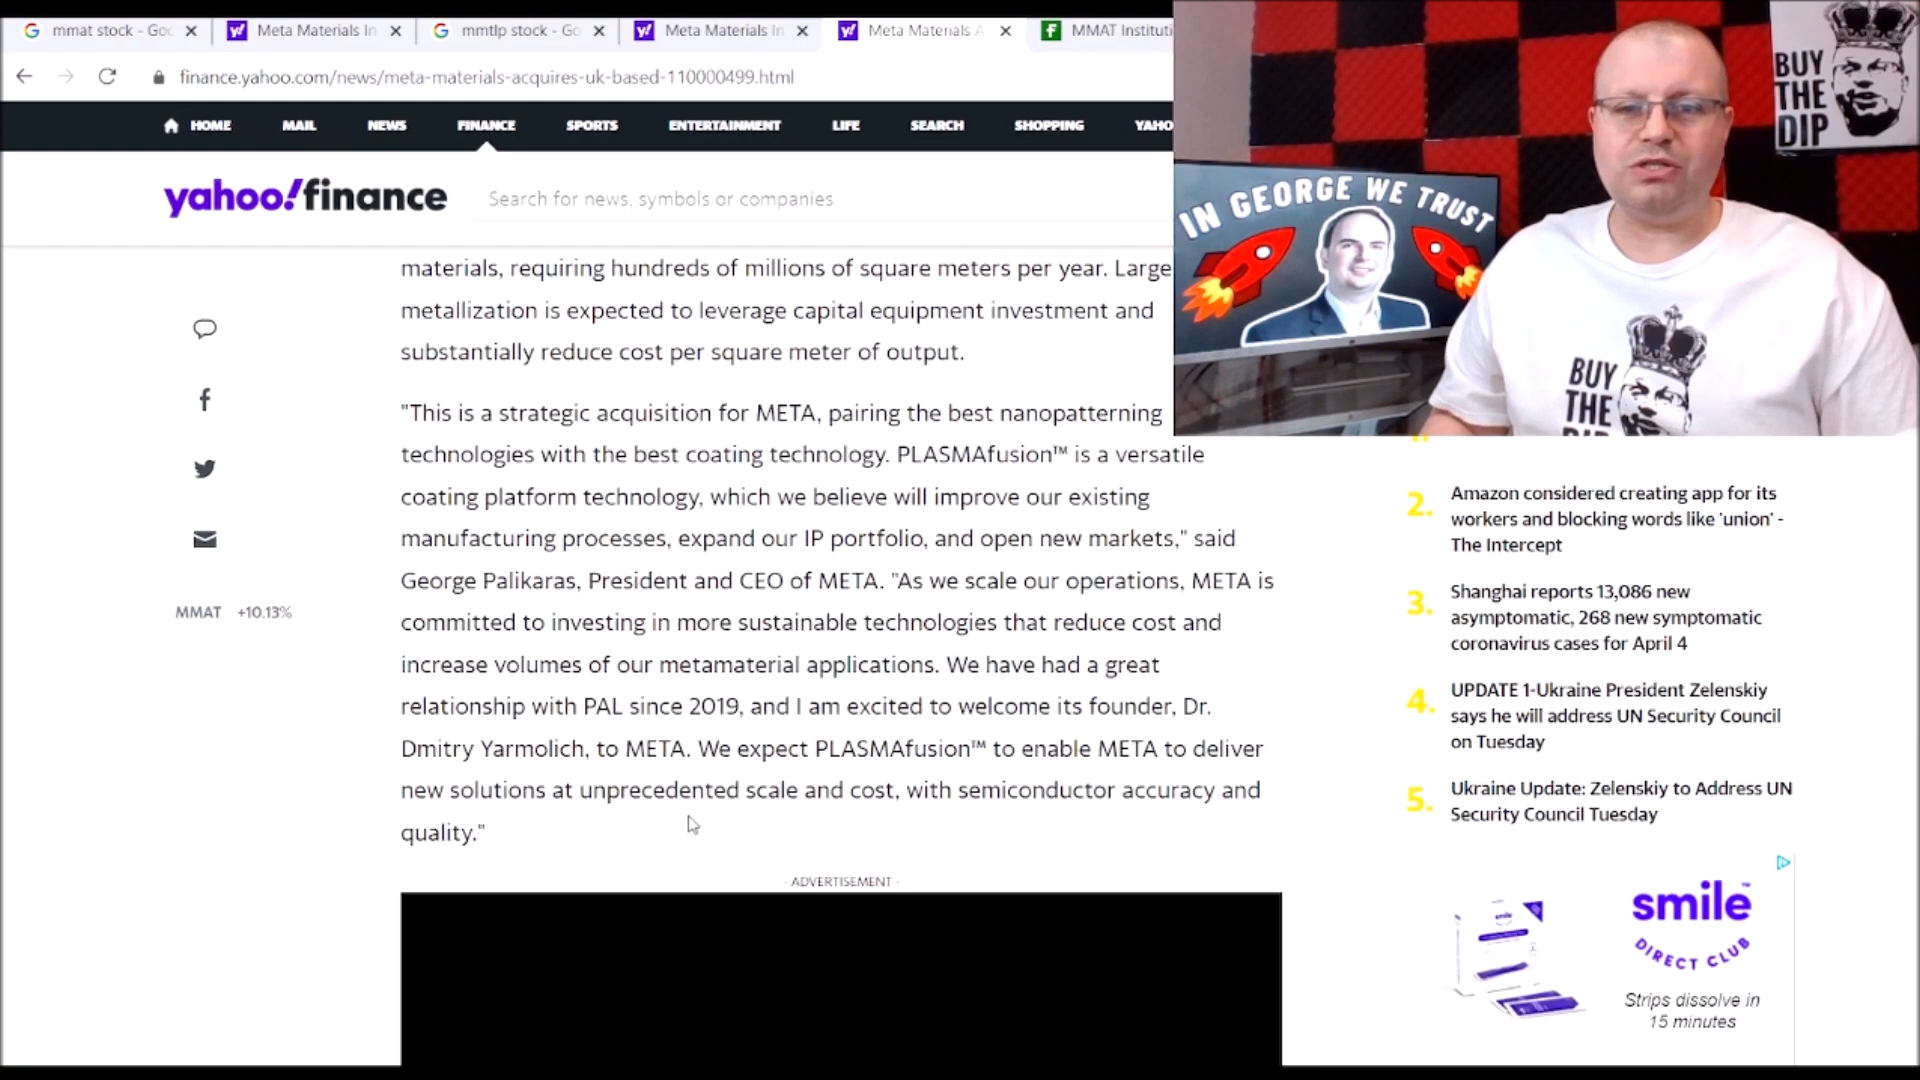 mmat stock - Goo
Meta Materials In
mmtlp stock - Go
Meta Materials In
Meta Materials A
MMAT Instituti
finance.yahoo.com/news/meta-materials-acquires-uk-based-110000499.html
HOME MAIL NEWS FINANCE SPORTS ENTERTAINMENT LIFE SEARCH SHOPPING YAHO
yahoo!finance
Search for news, symbols or companies
materials, requiring hundreds of millions of square meters per year. Large
metallization is expected to leverage capital equipment investment and
substantially reduce cost per square meter of output.
"This is a strategic acquisition for META, pairing the best nanopatterning
technologies with the best coating technology. PLASMAfusion™ is a versatile
coating platform technology, which we believe will improve our existing
manufacturing processes, expand our IP portfolio, and open new markets," said
George Palikaras, President and CEO of META. "As we scale our operations, META is
committed to investing in more sustainable technologies that reduce cost and
increase volumes of our metamaterial applications. We have had a great
relationship with PAL since 2019, and I am excited to welcome its founder, Dr.
Dmitry Yarmolich, to META. We expect PLASMAfusion™ to enable META to deliver
new solutions at unprecedented scale and cost, with semiconductor accuracy and
quality."
MMAT +10.13%
- ADVERTISEMENT -
IN GEORGE WE TRUST
BUY
THE
DIP
BUY
THE
DIP
2. Amazon considered creating app for its
workers and blocking words like 'union' -
The Intercept
3. Shanghai reports 13,086 new
asymptomatic, 268 new symptomatic
coronavirus cases for April 4
4. UPDATE 1-Ukraine President Zelenskiy
says he will address UN Security Council
on Tuesday
5. Ukraine Update: Zelenskiy to Address UN
Security Council Tuesday
smile™
DIRECT CLUB
Strips dissolve in
15 minutes